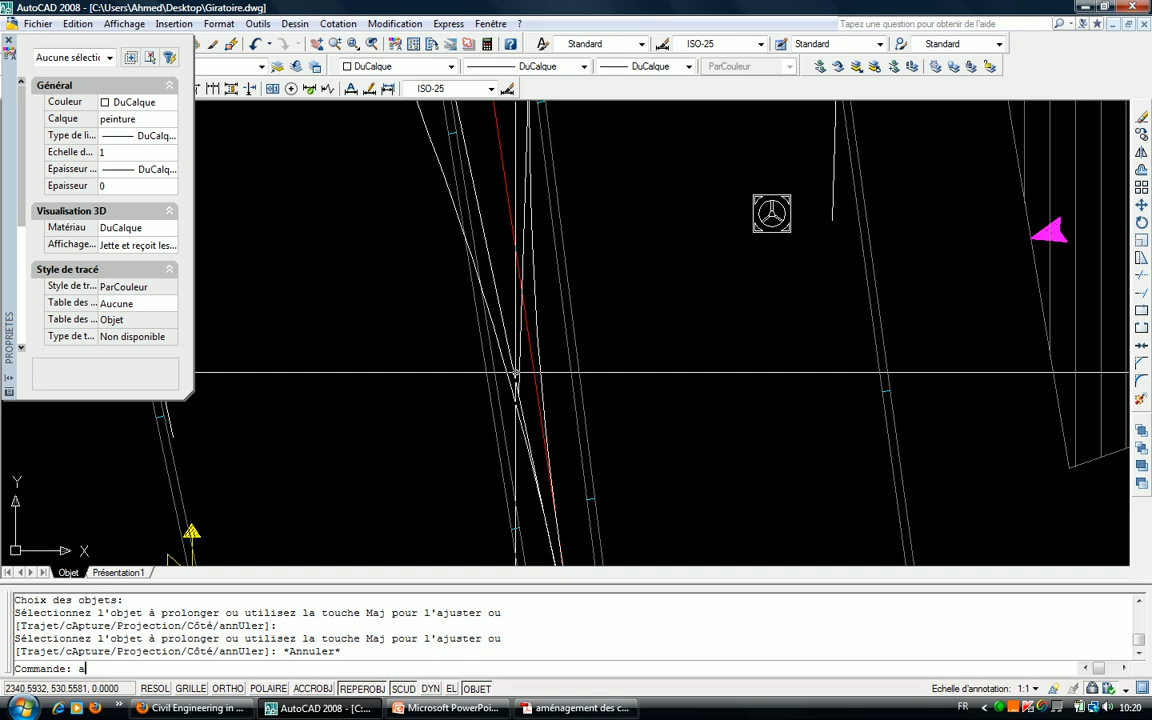 AutoCAD 2008 - [C:\Users\Ahmed\Desktop\Giratoire.dwg]
Fichier Edition Affichage Insertion Format Outils Dessin Cotation Modification Express Fenêtre ? Tapez une question pour obtenir de l'aide
Standard ISO-25 Standard Standard
DuCalque DuCalque DuCalque ParCouleur
ISO-25
Aucune sélectic
Général
Couleur DuCalque
Calque peinture
Type de li... DuCalq...
Echelle d... 1
Epaisseur ... DuCalq...
Epaisseur 0
Visualisation 3D
Matériau DuCalque
Affichage... Jette et reçoit les...
Style de tracé
Style de tr... ParCouleur
Table des ... Aucune
Table des ... Objet
Type de t... Non disponible
PROPRIETES
Y
X
Objet Présentation1
Choix des objets:
Sélectionnez l'objet à prolonger ou utilisez la touche Maj pour l'ajuster ou
[Trajet/cApture/Projection/Côté/annUler]:
Sélectionnez l'objet à prolonger ou utilisez la touche Maj pour l'ajuster ou
[Trajet/cApture/Projection/Côté/annUler]: *Annuler*
Commande: a
2340.5932, 530.5581, 0.0000 RESOL GRILLE ORTHO POLAIRE ACCROBJ REPEROBJ SCUD DYN EL OBJET Echelle d'annotation: 1:1
Civil Engineering in ... AutoCAD 2008 - [C:... Microsoft PowerPoi... aménagement des c... FR 10:20